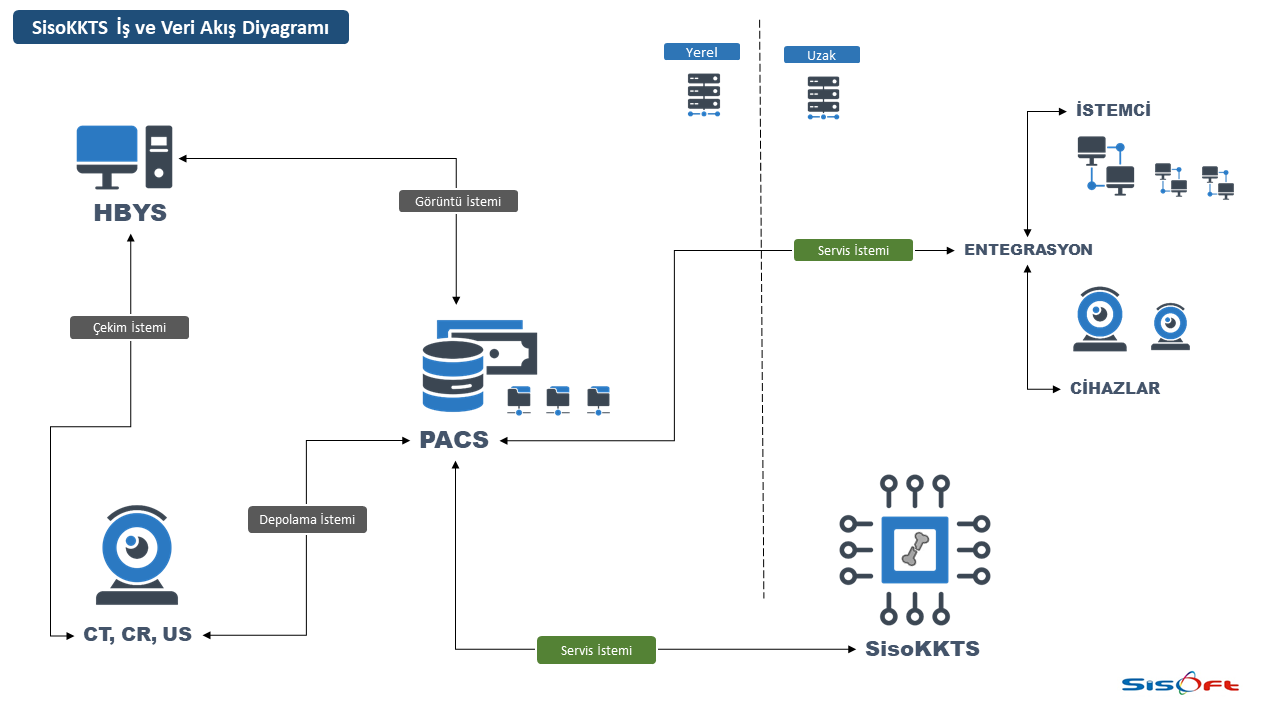 SisoKKTS İş ve Veri Akış Diyagramı
Yerel
Uzak
İSTEMCİ
HBYS
Görüntü İstemi
Servis İstemi
ENTEGRASYON
Çekim İstemi
CİHAZLAR
PACS
Depolama İstemi
CT, CR, US
Servis İstemi
SisoKKTS
Sisoft